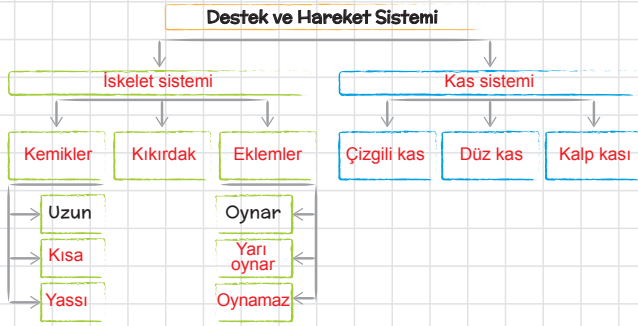 Destek ve Hareket Sistemi
İskelet sistemi
Kas sistemi
Kemikler
Kıkırdak
Eklemler
Çizgili kas
Düz kas
Kalp kası
Uzun
Oynar
Kısa
Yarı
oynar
Yassı
Oynamaz